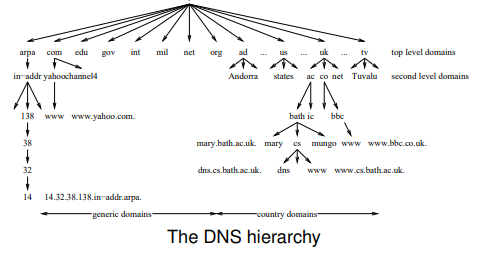 arpa com edu gov int mil net org ad ... us ... uk ... tv top level domains
in-addr yahoo channel4 Andorra states ac co net Tuvalu second level domains
138 www www.yahoo.com. bath ic bbc
38 mary.bath.ac.uk. mary cs mungo www www.bbc.co.uk.
32 dns.cs.bath.ac.uk. dns www www.cs.bath.ac.uk.
14 14.32.38.138.in-addr.arpa.
generic domains country domains
The DNS hierarchy